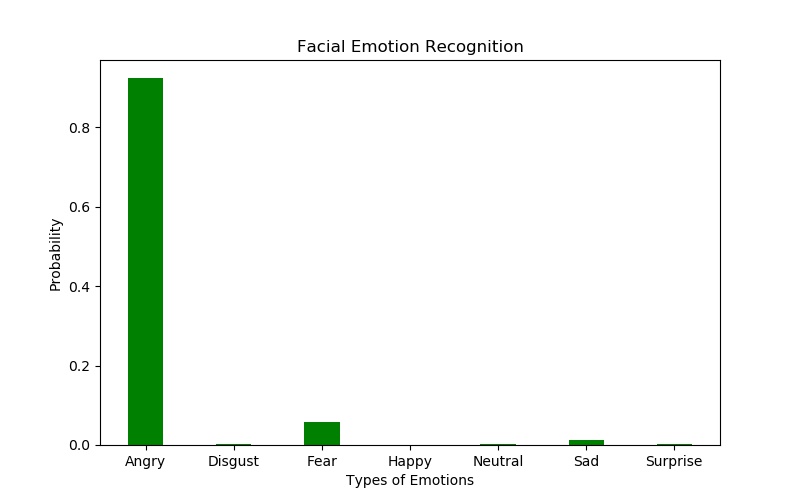 Facial Emotion Recognition
Probability
0.8
0.6
0.4
0.2
0.0
Angry Disgust Fear Happy Neutral Sad Surprise
Types of Emotions